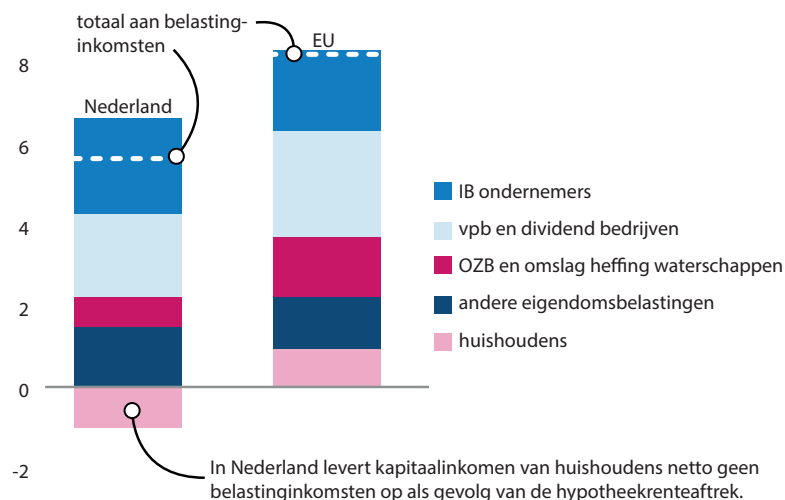 totaal aan belasting-
inkomsten
EU
8
Nederland
6
IB ondernemers
vpb en dividend bedrijven
4
OZB en omslag heffing waterschappen
2
andere eigendomsbelastingen
huishoudens
0
-2
In Nederland levert kapitaalinkomen van huishoudens netto geen
belastinginkomsten op als gevolg van de hypotheekrenteaftrek.